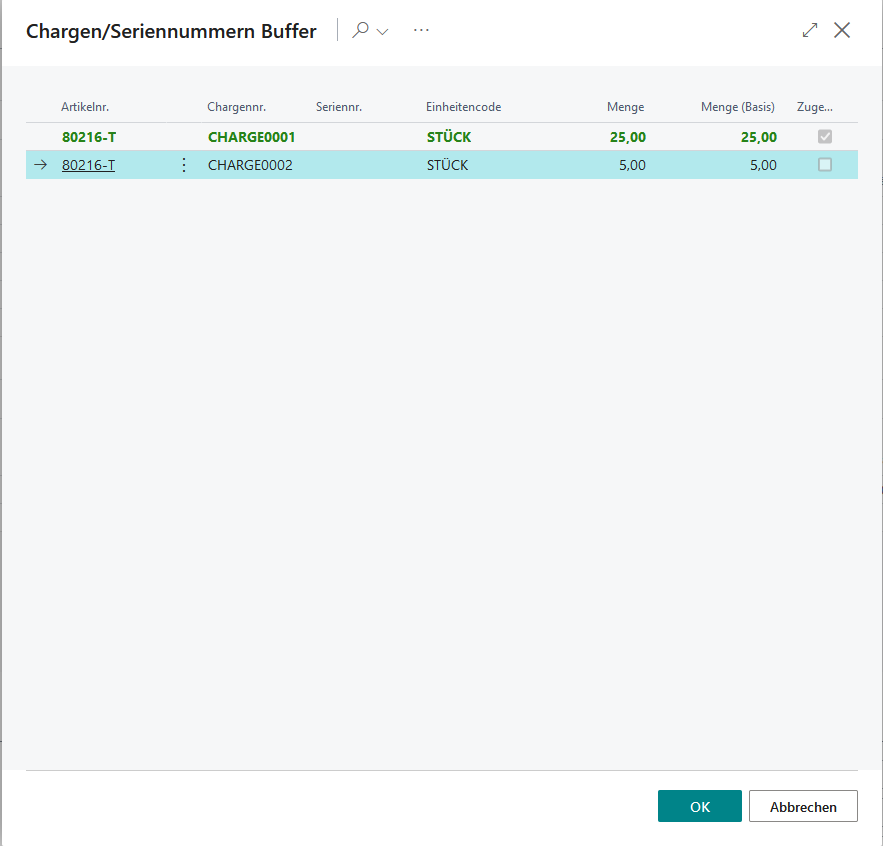 Chargen/Seriennummern Buffer
Artikelnr. Chargennr. Seriennr. Einheitencode Menge Menge (Basis) Zuge...
80216-T CHARGE0001 STÜCK 25,00 25,00
80216-T CHARGE0002 STÜCK 5,00 5,00
OK Abbrechen